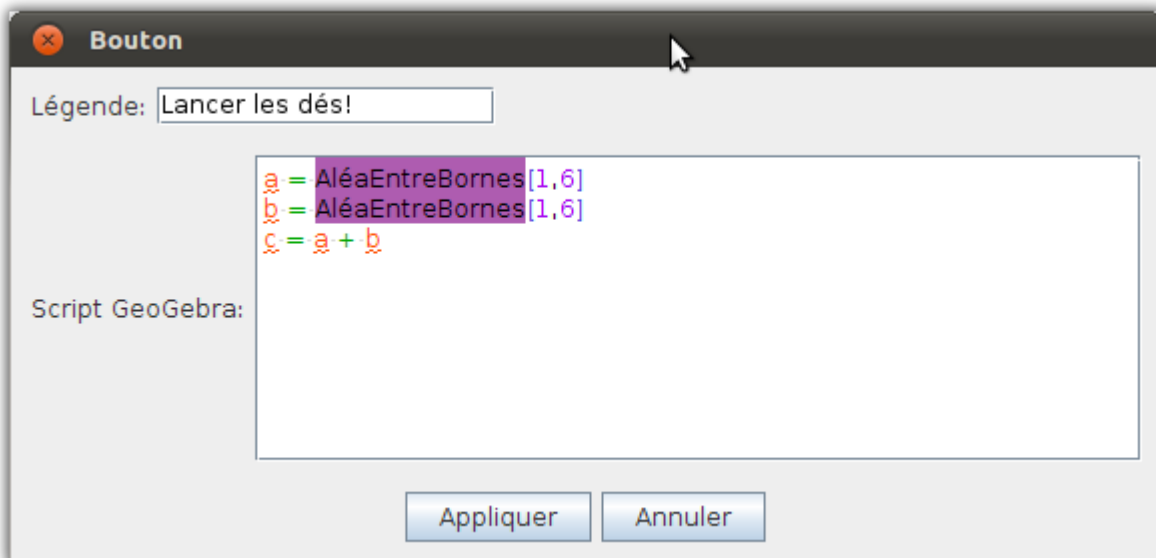 Bouton
Légende: Lancer les dés!
a = AléaEntreBornes[1,6]
b = AléaEntreBornes[1,6]
c = a + b
Script GeoGebra:
Appliquer Annuler